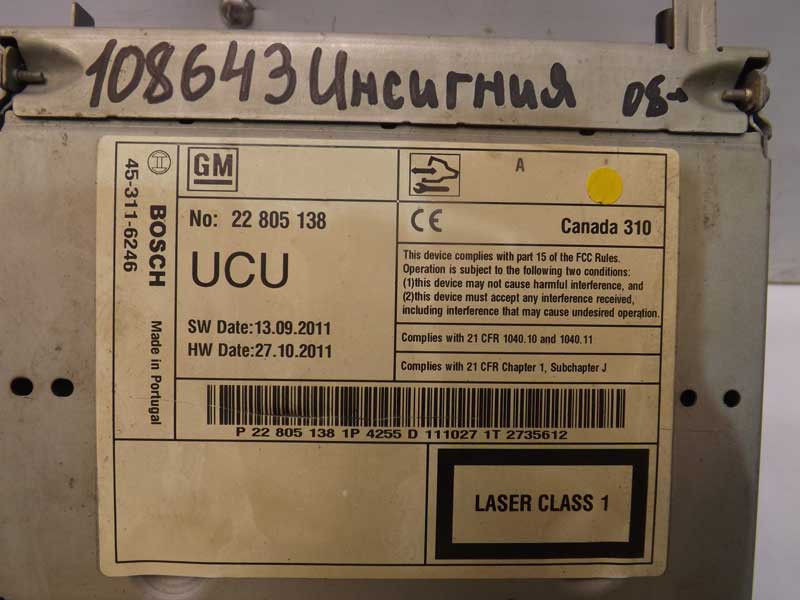 108643 Инсигния 08-
45-311-6246
BOSCH
Made in Portugal
GM
No: 22 805 138
UCU
SW Date:13.09.2011
HW Date:27.10.2011
A
CE
Canada 310
This device complies with part 15 of the FCC Rules.
Operation is subject to the following two conditions:
(1)this device may not cause harmful interference, and
(2)this device must accept any interference received,
including interference that may cause undesired operation.
Complies with 21 CFR 1040.10 and 1040.11
Complies with 21 CFR Chapter 1, Subchapter J
P 22 805 138 1P 4255 D 111027 1T 2735612
LASER CLASS 1